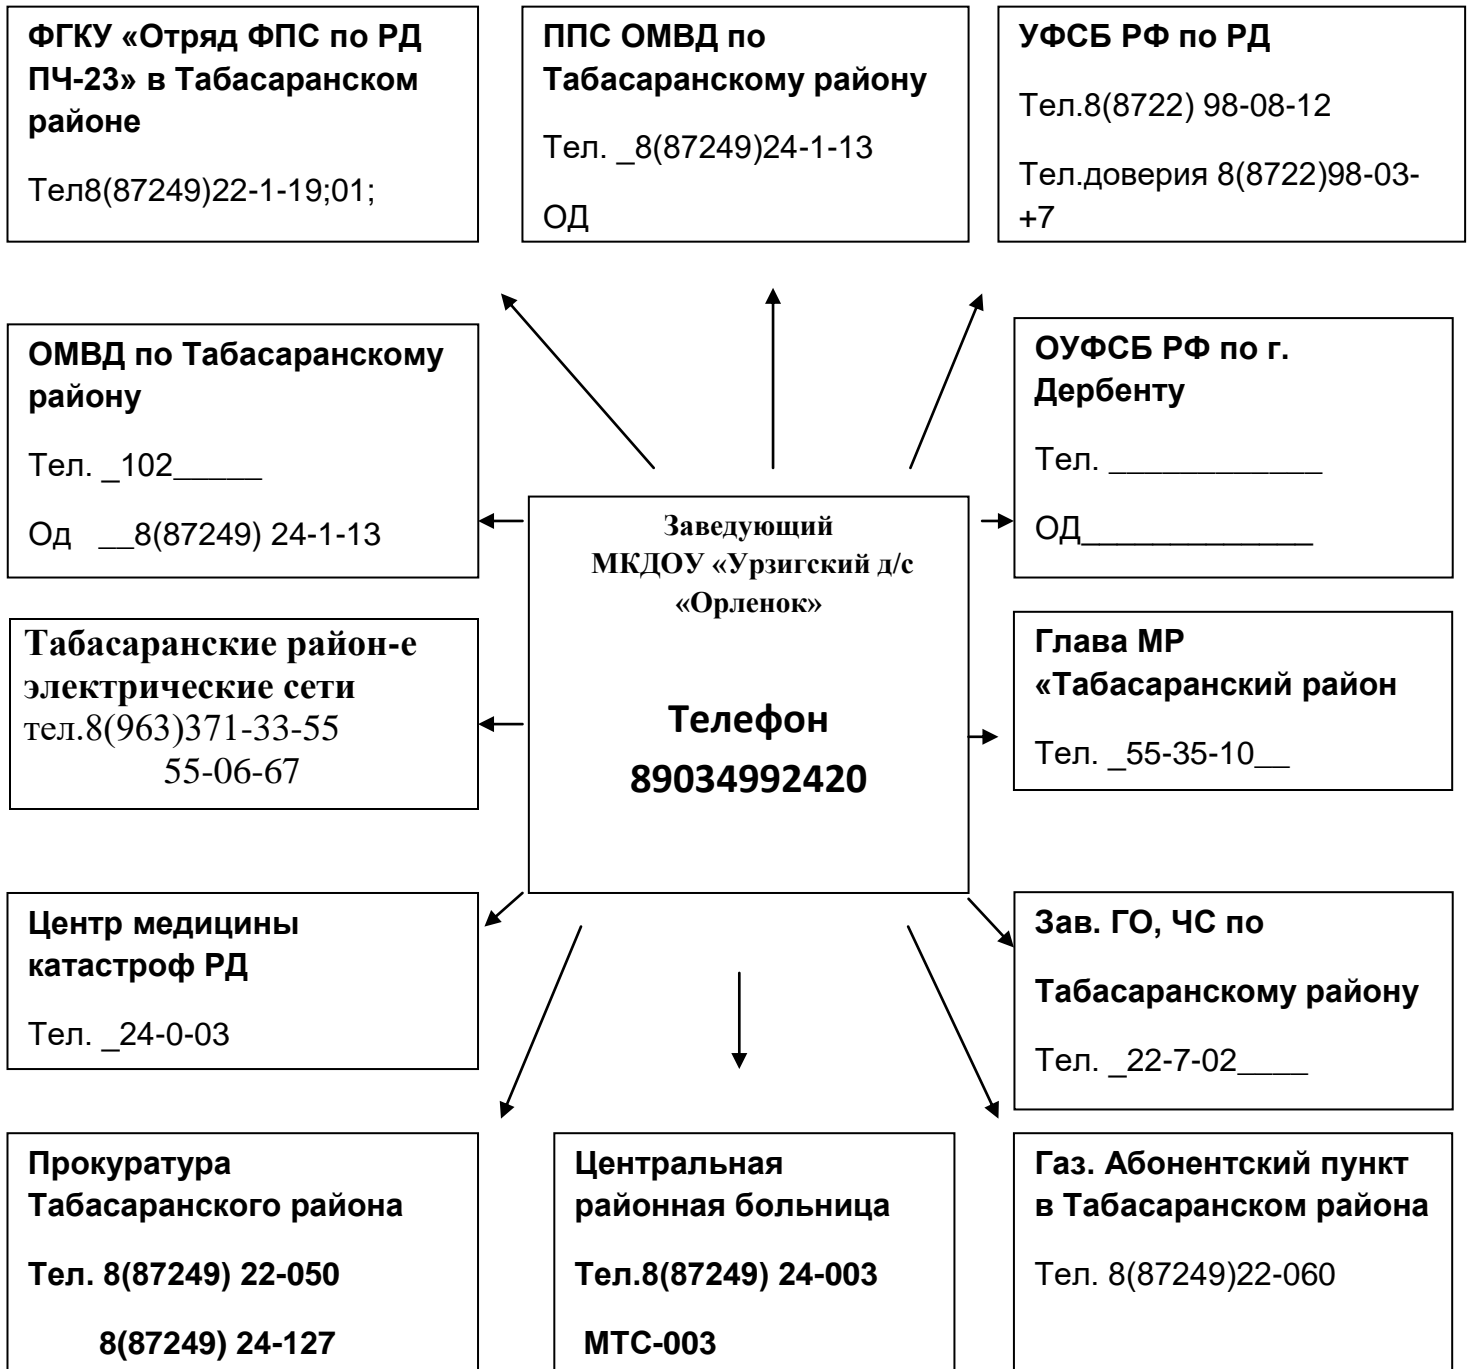 ФГКУ «Отряд ФПС по РД
ПЧ-23» в Табасаранском
районе
Тел8(87249)22-1-19;01;
ППС ОМВД по
Табасаранскому району
Тел. _8(87249)24-1-13
ОД
УФСБ РФ по РД
Тел.8(8722) 98-08-12
Тел.доверия 8(8722)98-03-
+7
ОМВД по Табасаранскому
району
Тел. _102_____
Од __8(87249) 24-1-13
ОУФСБ РФ по г.
Дербенту
Тел. ____________
ОД_____________
Заведующий
МКДОУ «Урзигский д/с
«Орленок»
Телефон
89034992420
Табасаранские район-е
электрические сети
тел.8(963)371-33-55
55-06-67
Глава МР
«Табасаранский район
Тел. _55-35-10__
Центр медицины
катастроф РД
Тел. _24-0-03
Зав. ГО, ЧС по
Табасаранскому району
Тел. _22-7-02____
Прокуратура
Табасаранского района
Тел. 8(87249) 22-050
8(87249) 24-127
Центральная
районная больница
Тел.8(87249) 24-003
МТС-003
Газ. Абонентский пункт
в Табасаранском района
Тел. 8(87249)22-060